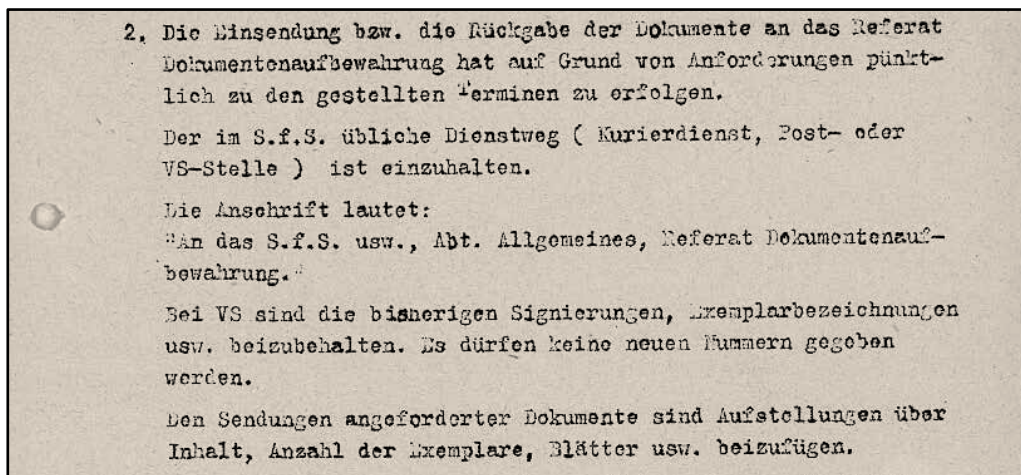 2. Die Einsendung bzw. die Rückgabe der Dokumente an das Referat
Dokumentenaufbewahrung hat auf Grund von Anforderungen pünkt-
lich zu den gestellten Terminen zu erfolgen.
Der im S.f.S. übliche Dienstweg ( Kurierdienst, Post- oder
VS-Stelle ) ist einzuhalten.
Die Anschrift lautet:
"An das S.f.S. usw., Abt. Allgemeines, Referat Dokumentenauf-
bewahrung."
Bei VS sind die bisherigen Signierungen, Exemplarbezeichnungen
usw. beizubehalten. Es dürfen keine neuen Nummern gegeben
werden.
Den Sendungen angeforderter Dokumente sind Aufstellungen über
Inhalt, Anzahl der Exemplare, Blätter usw. beizufügen.